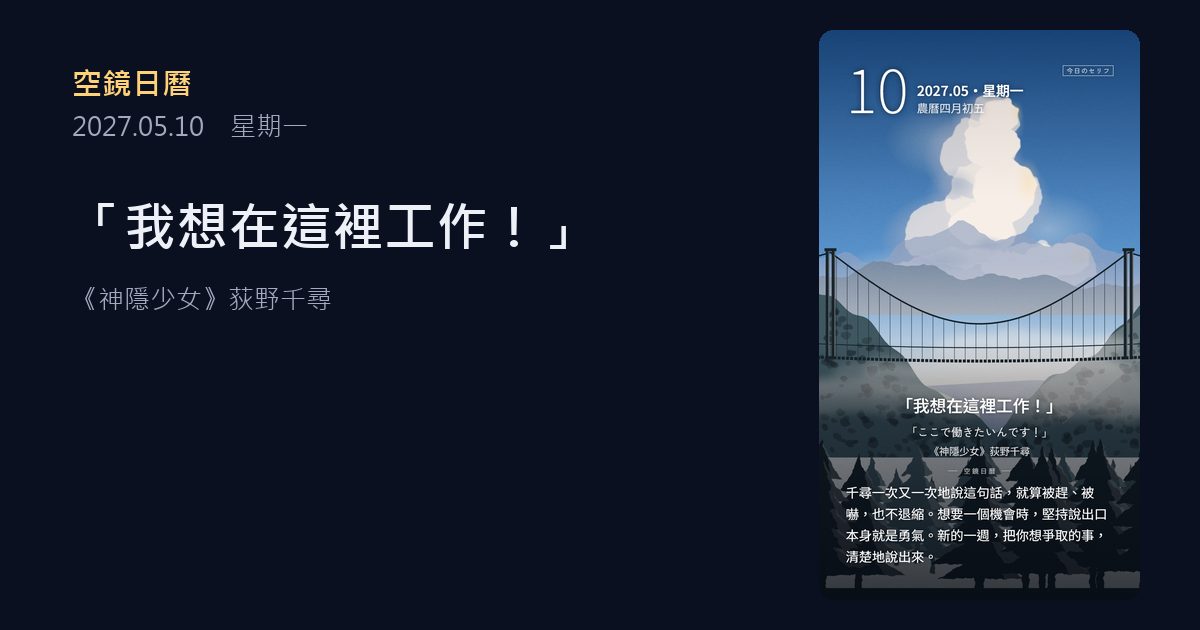 空鏡日曆
2027.05.10 星期一
「我想在這裡工作！」
《神隱少女》荻野千尋
10
2027.05・星期一
農曆四月初五
今日のセリフ
「我想在這裡工作！」
「ここで働きたいんです！」
《神隱少女》荻野千尋
空鏡日曆
千尋一次又一次地說這句話，就算被趕、被
嚇，也不退縮。想要一個機會時，堅持說出口
本身就是勇氣。新的一週，把你想爭取的事，
清楚地說出來。